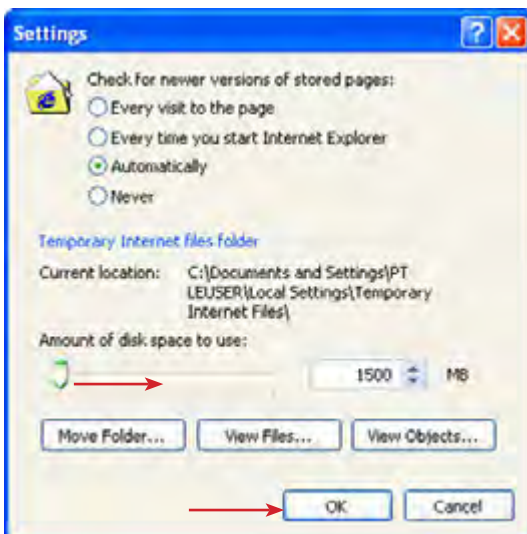 Settings
Check for newer versions of stored pages:
Every visit to the page
Every time you start Internet Explorer
Automatically
Never
Temporary Internet files folder
Current location: C:\Documents and Settings\PT
LEUSER\Local Settings\Temporary
Internet Files\
Amount of disk space to use:
1500 MB
Move Folder... View Files... View Objects...
OK Cancel